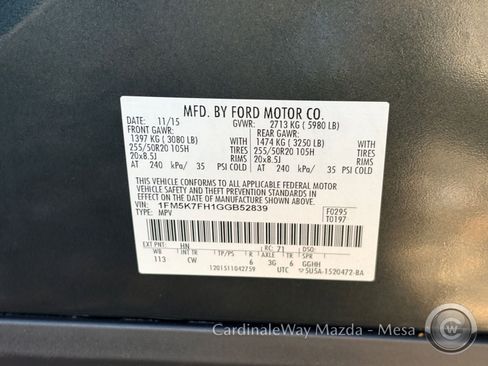 MFD. BY FORD MOTOR CO.
DATE: 11/15 GVWR: 2713 KG ( 5980 LB)
FRONT GAWR: REAR GAWR:
1397 KG ( 3080 LB) WITH 1474 KG ( 3250 LB) WITH
255/50R20 105H TIRES 255/50R20 105H TIRES
20x8.5J RIMS 20x8.5J RIMS
AT 240 kPa/ 35 PSI COLD AT 240 kPa/ 35 PSI COLD
THIS VEHICLE CONFORMS TO ALL APPLICABLE FEDERAL MOTOR
VEHICLE SAFETY AND THEFT PREVENTION STANDARDS IN
EFFECT ON THE DATE OF MANUFACTURE SHOWN ABOVE.
VIN: 1FM5K7FH1GGB52839 F0295
TYPE: MPV T0197
EXT PNT: HN RC: 71 DSO:
WB INT TR TP/PS R AXLE TR SPR
113 CW 6 3G 6 GGHH
1201511042759 UTC 5U5A-1520472-BA
CardinaleWay Mazda - Mesa